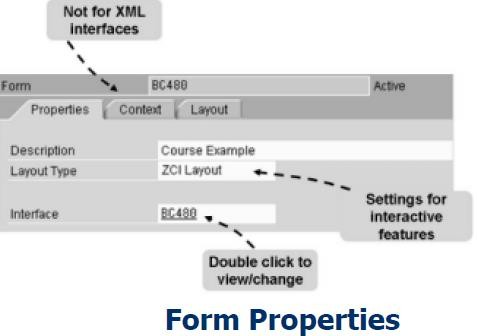 Not for XML
interfaces
Form BC480 Active
Properties Context Layout
Description Course Example
Layout Type ZCI Layout
Settings for
interactive
features
Interface BC480
Double click to
view/change
Form Properties